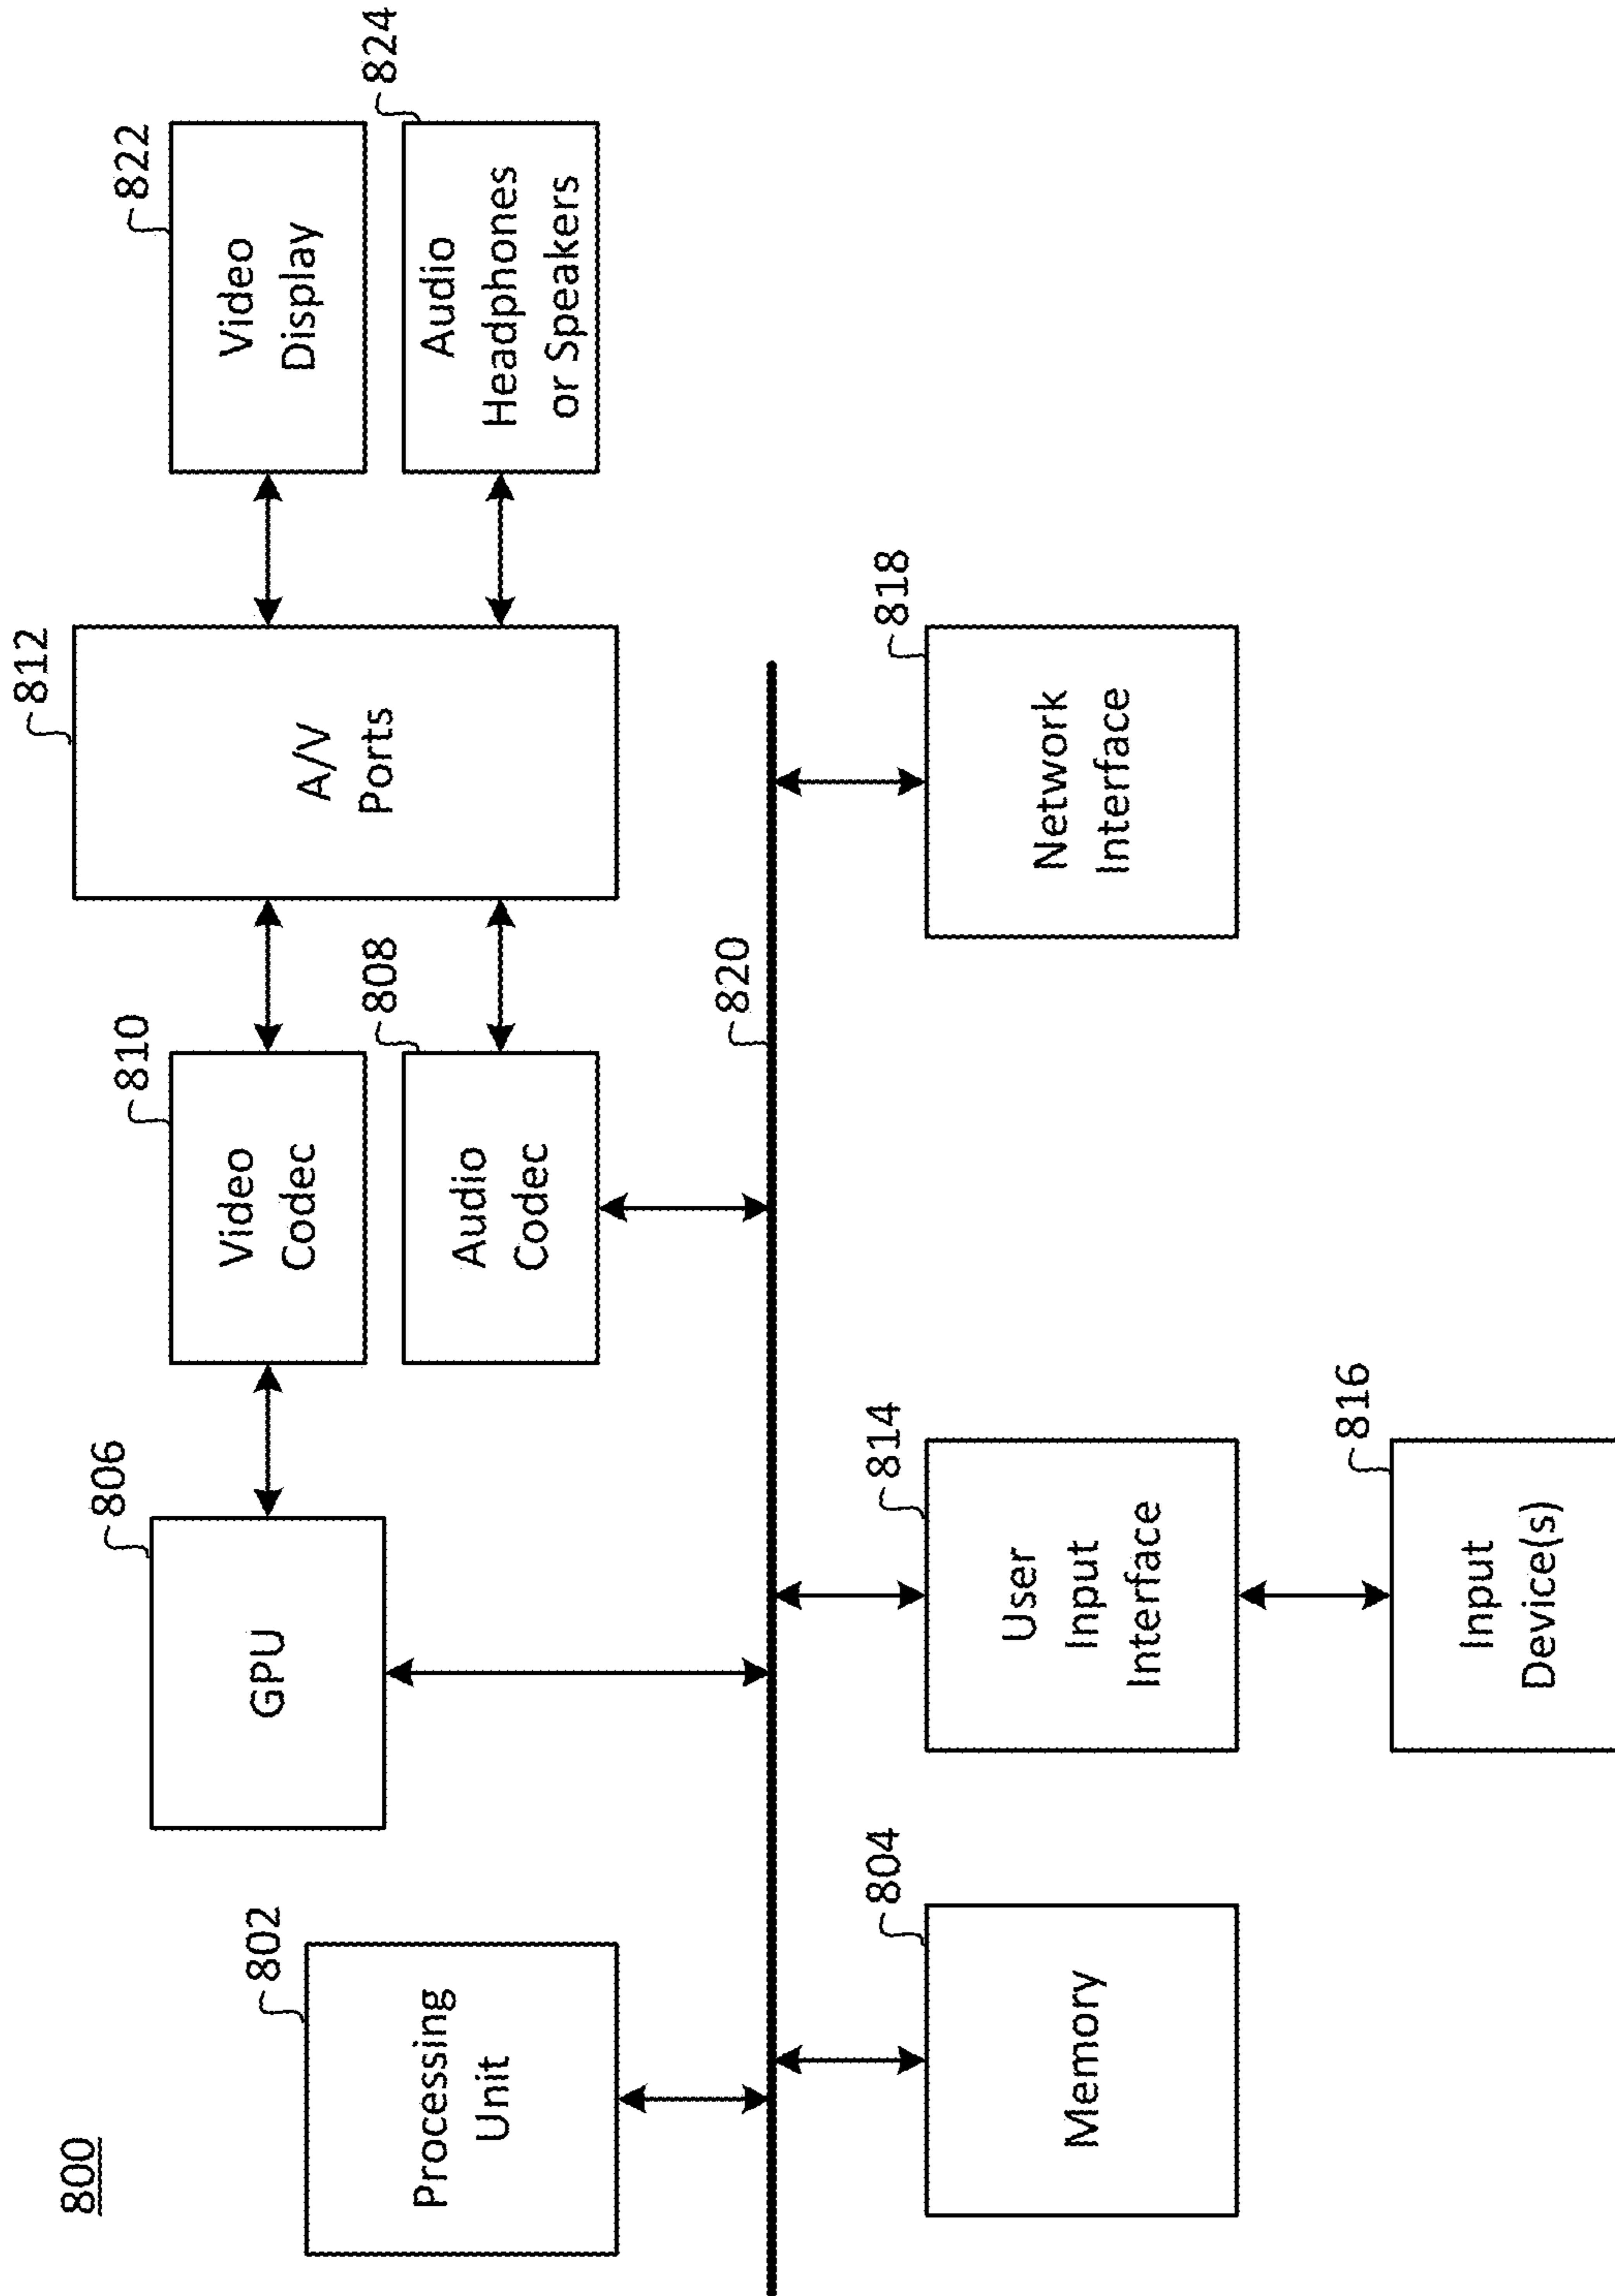 800
802
Processing
Unit
806
GPU
810
Video
Codec
808
Audio
Codec
812
A/V
Ports
822
Video
Display
824
Audio
Headphones
or Speakers
820
804
Memory
814
User
Input
Interface
816
Input
Device(s)
818
Network
Interface